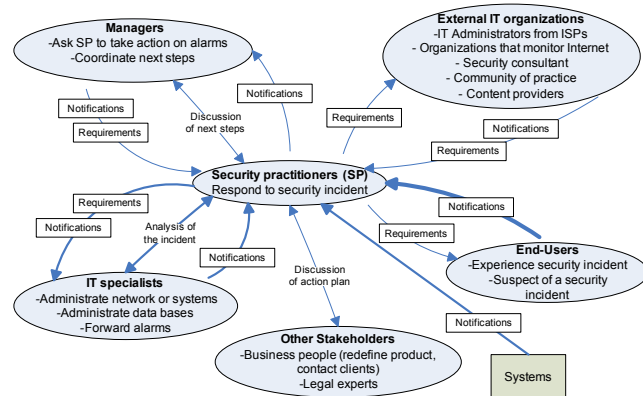 Managers
-Ask SP to take action on alarms
-Coordinate next steps
External IT organizations
-IT Administrators from ISPs
- Organizations that monitor Internet
- Security consultant
- Community of practice
- Content providers
Notifications
Requirements
Discussion
of next steps
Notifications
Requirements
Notifications
Requirements
Security practitioners (SP)
Respond to security incident
Requirements
Notifications
Analysis of
the incident
Notifications
Notifications
Requirements
End-Users
-Experience security incident
-Suspect of a security
incident
IT specialists
-Administrate network or systems
-Administrate data bases
-Forward alarms
Discussion
of action plan
Notifications
Other Stakeholders
-Business people (redefine product,
contact clients)
-Legal experts
Systems